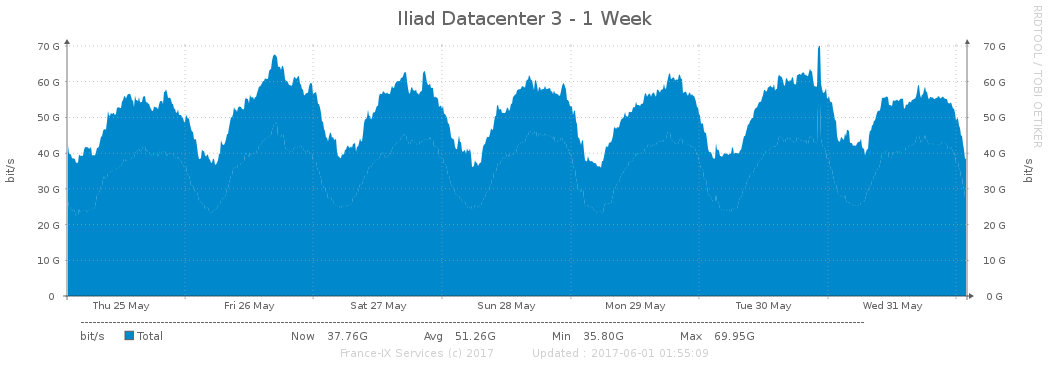 Iliad Datacenter 3 - 1 Week
RRDTOOL / TOBI OETIKER
70 G 70 G
60 G 60 G
50 G 50 G
40 G 40 G
30 G 30 G
20 G 20 G
10 G 10 G
0 0 G
bit/s bit/s
Thu 25 May Fri 26 May Sat 27 May Sun 28 May Mon 29 May Tue 30 May Wed 31 May
bit/s Total Now 37.76G Avg 51.26G Min 35.80G Max 69.95G
France-IX Services (c) 2017 Updated : 2017-06-01 01:55:09